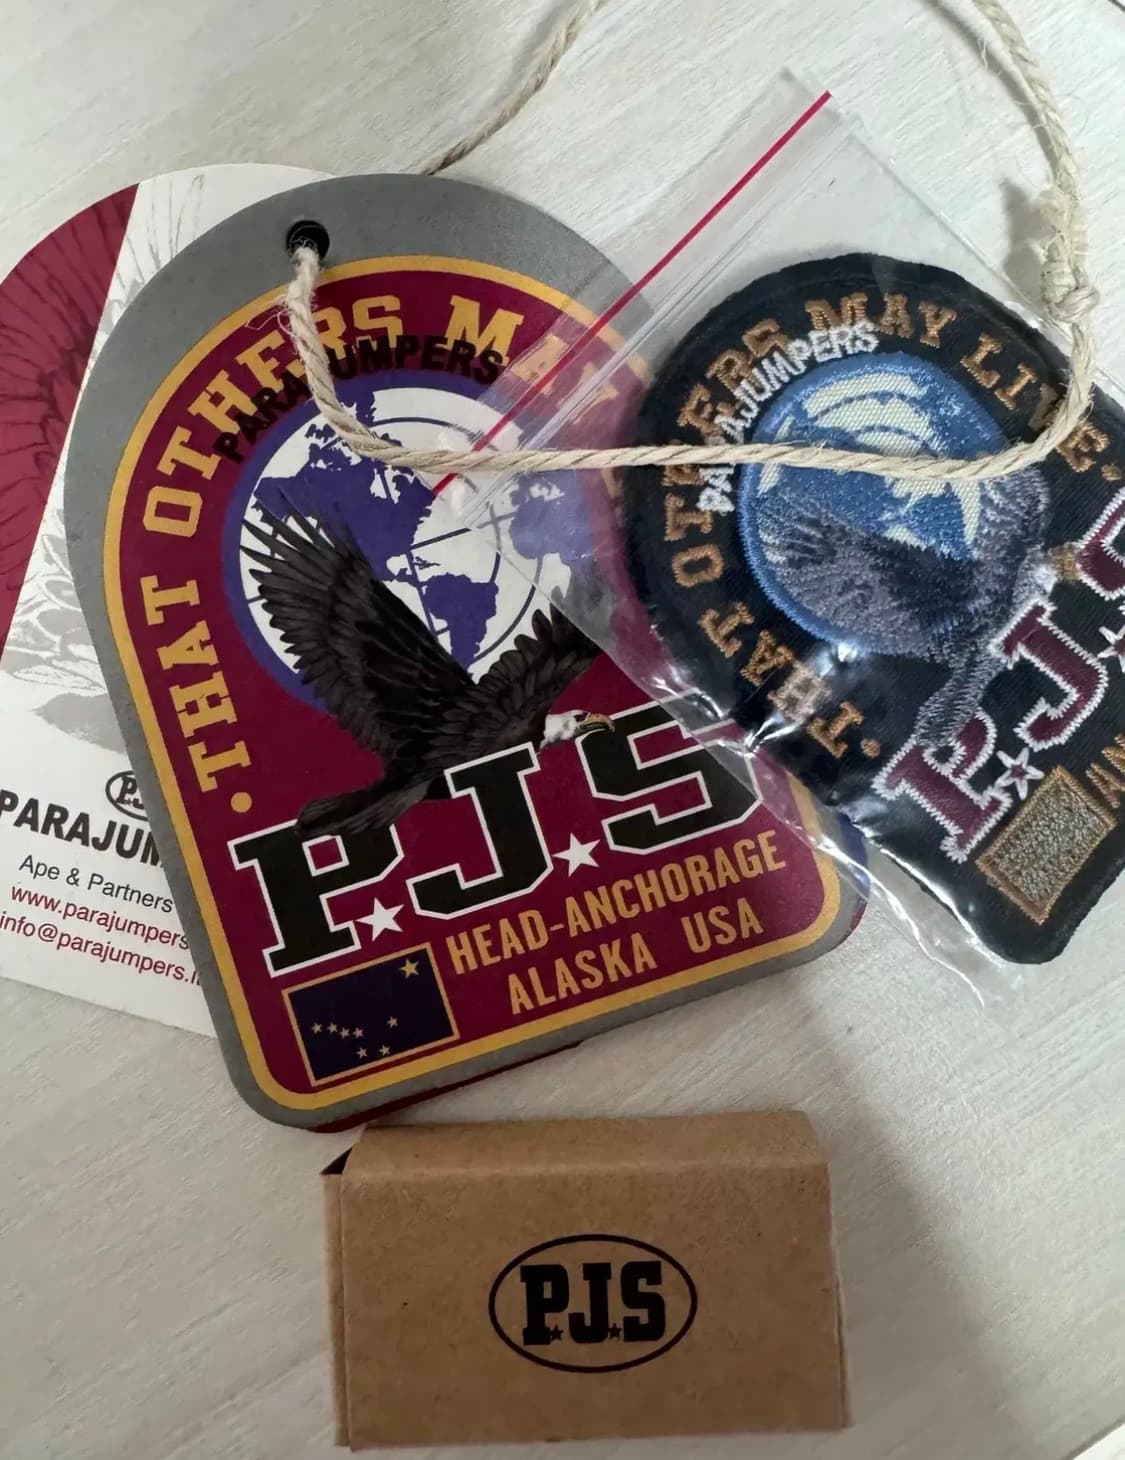 ·THAT OTHERS MAY
PARAJUMPERS
P.J.S
HEAD-ANCHORAGE
ALASKA USA
·THAT OTHERS MAY LIVE·
PARAJUMPERS
P.J.
PJS
PARAJUM
Ape & Partners
www.parajumpers
info@parajumpers.i
P.J.S